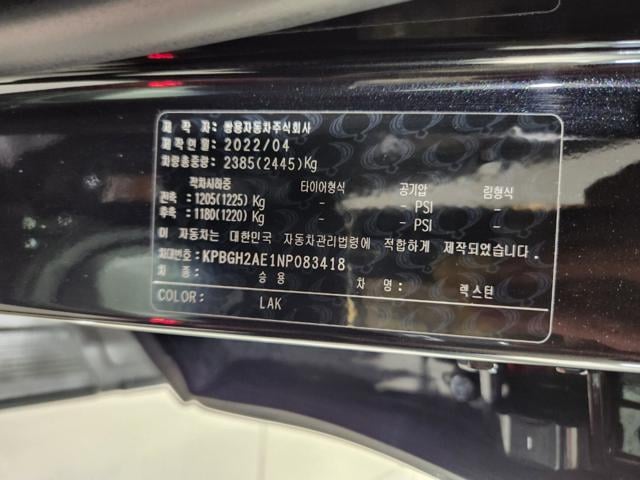 제 작 자: 쌍용자동차주식회사
제작연월: 2022/04
차량총중량: 2385(2445)Kg
각차시하중 타이어형식 공기압 림형식
전축: 1205(1225) Kg - - PSI -
후축: 1180(1220) Kg - - PSI -
이 자동차는 대한민국 자동차관리법령에 적합하게 제작되었습니다.
차대번호: KPBGH2AE1NP083418
차 종: 승용 차 명: 렉스턴
COLOR: LAK